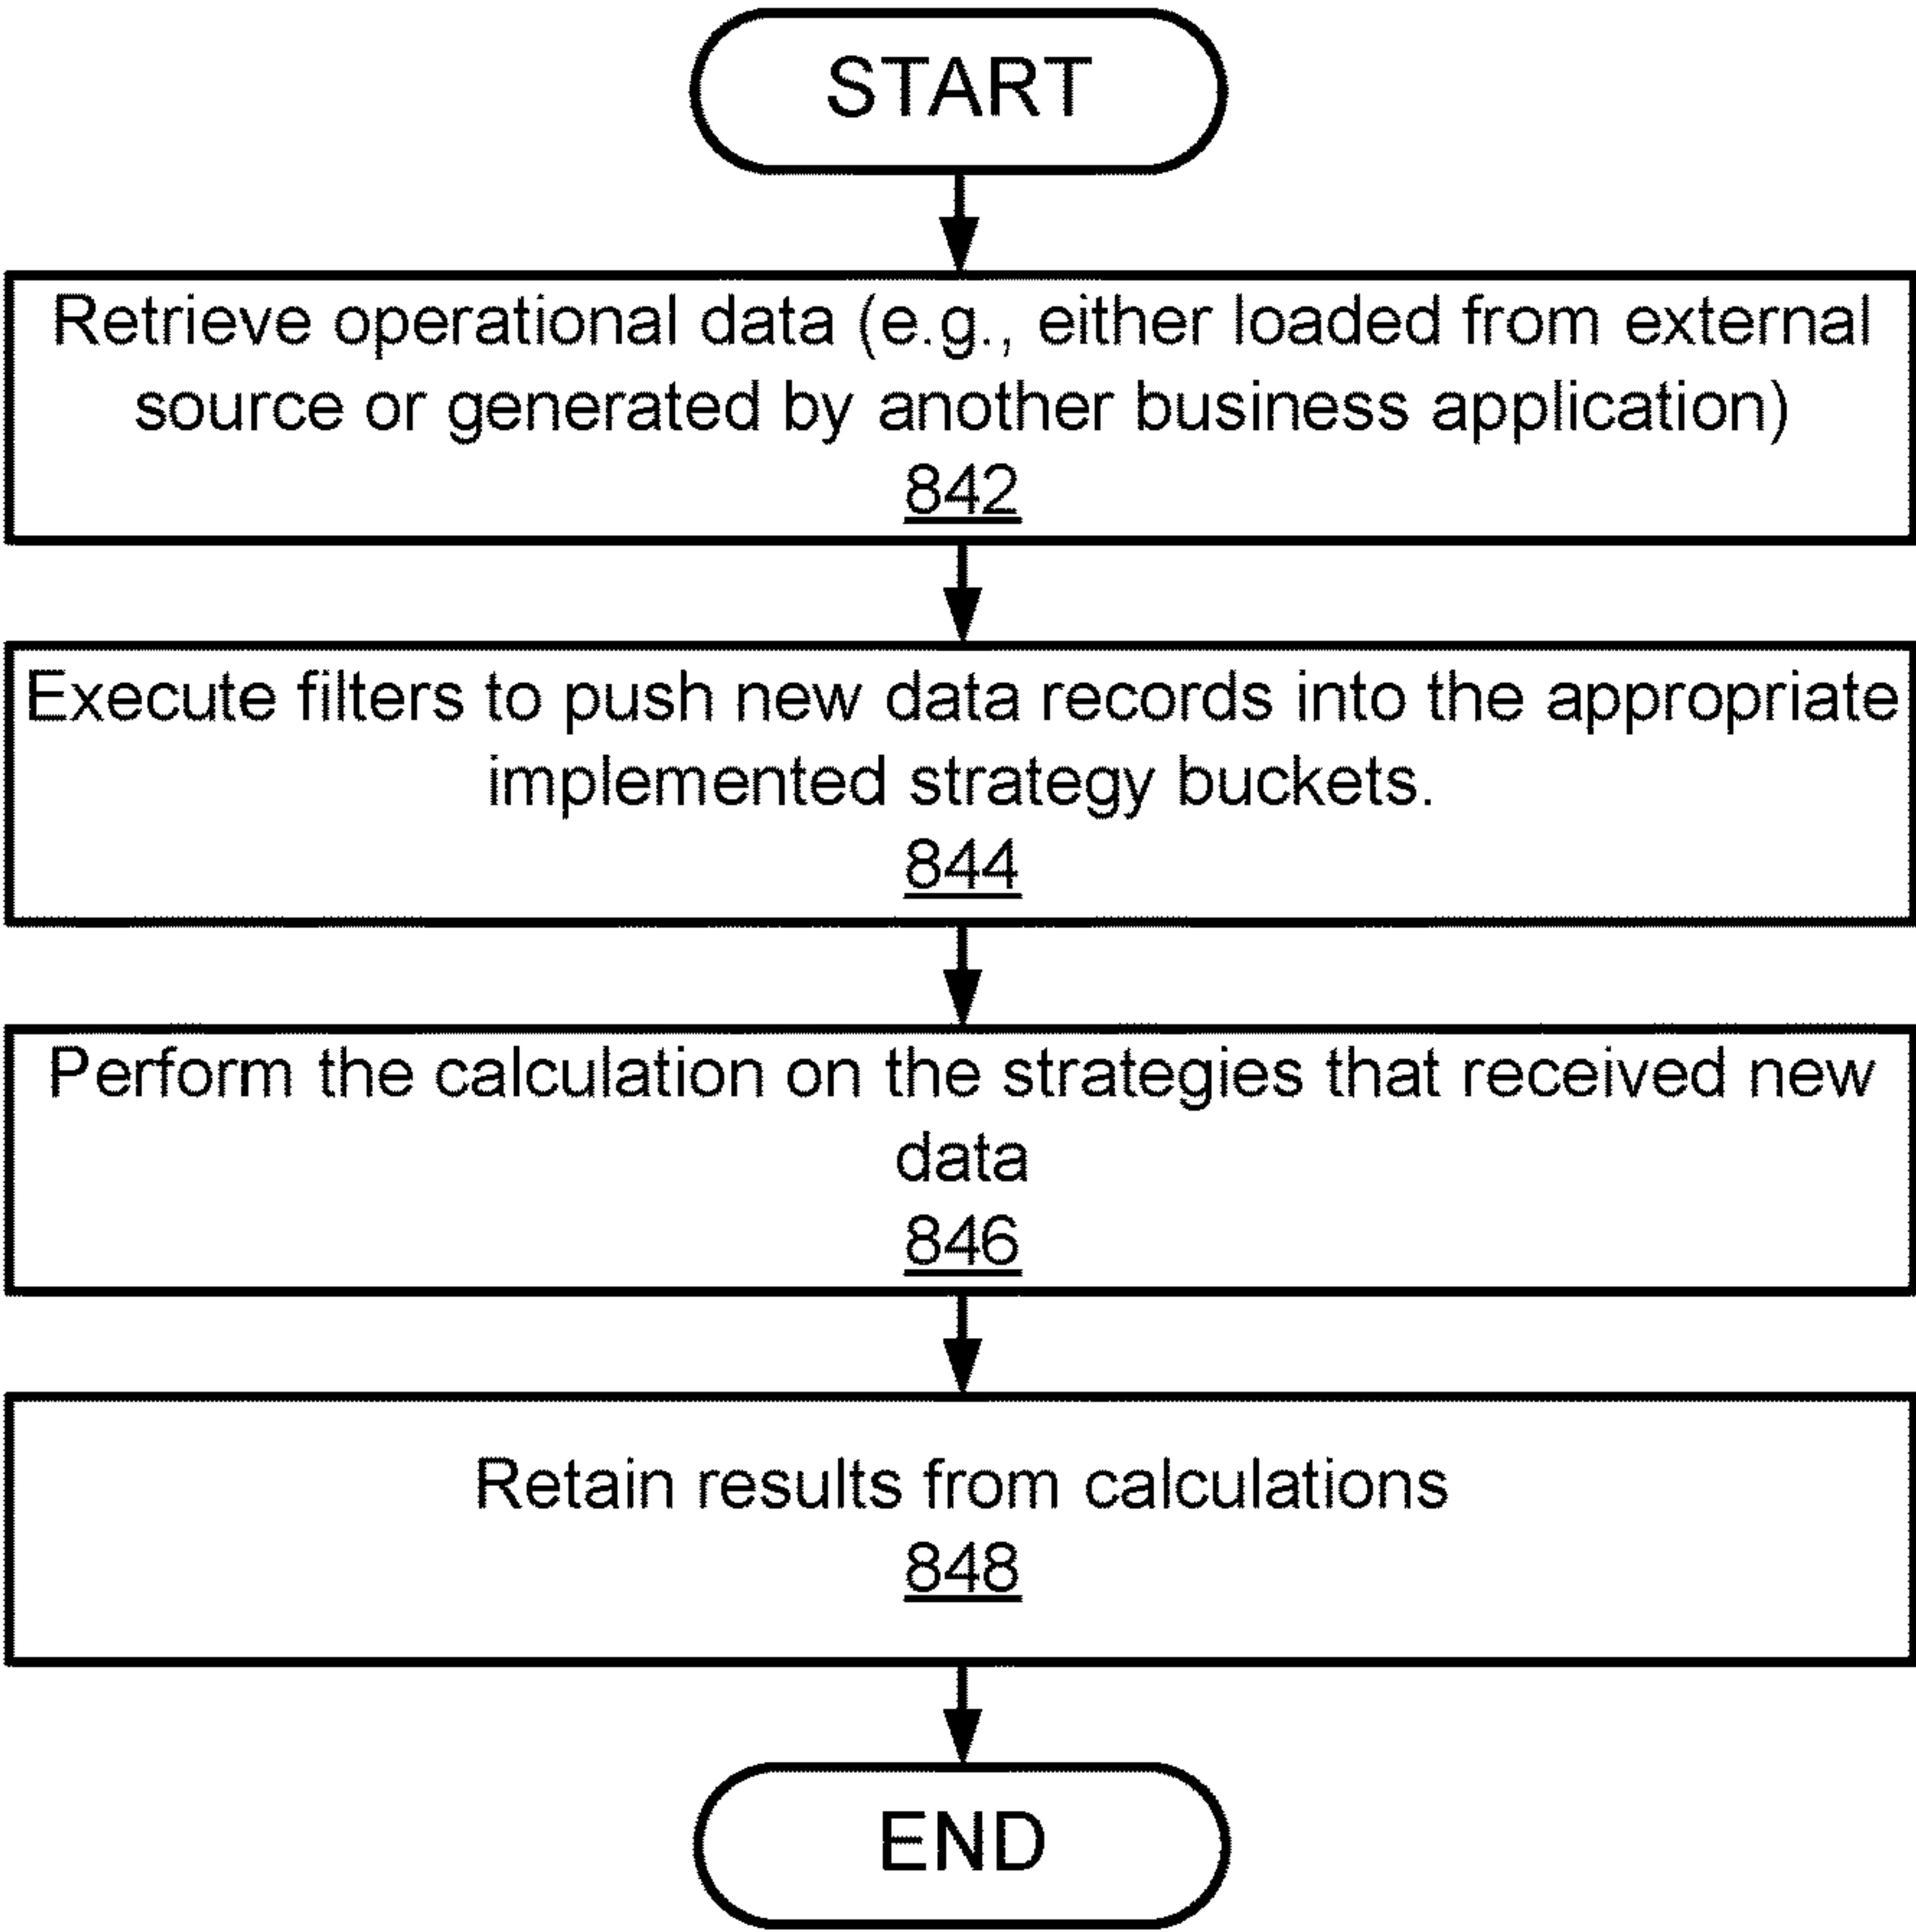 START
Retrieve operational data (e.g., either loaded from external
source or generated by another business application)
842
Execute filters to push new data records into the appropriate
implemented strategy buckets.
844
Perform the calculation on the strategies that received new
data
846
Retain results from calculations
848
END